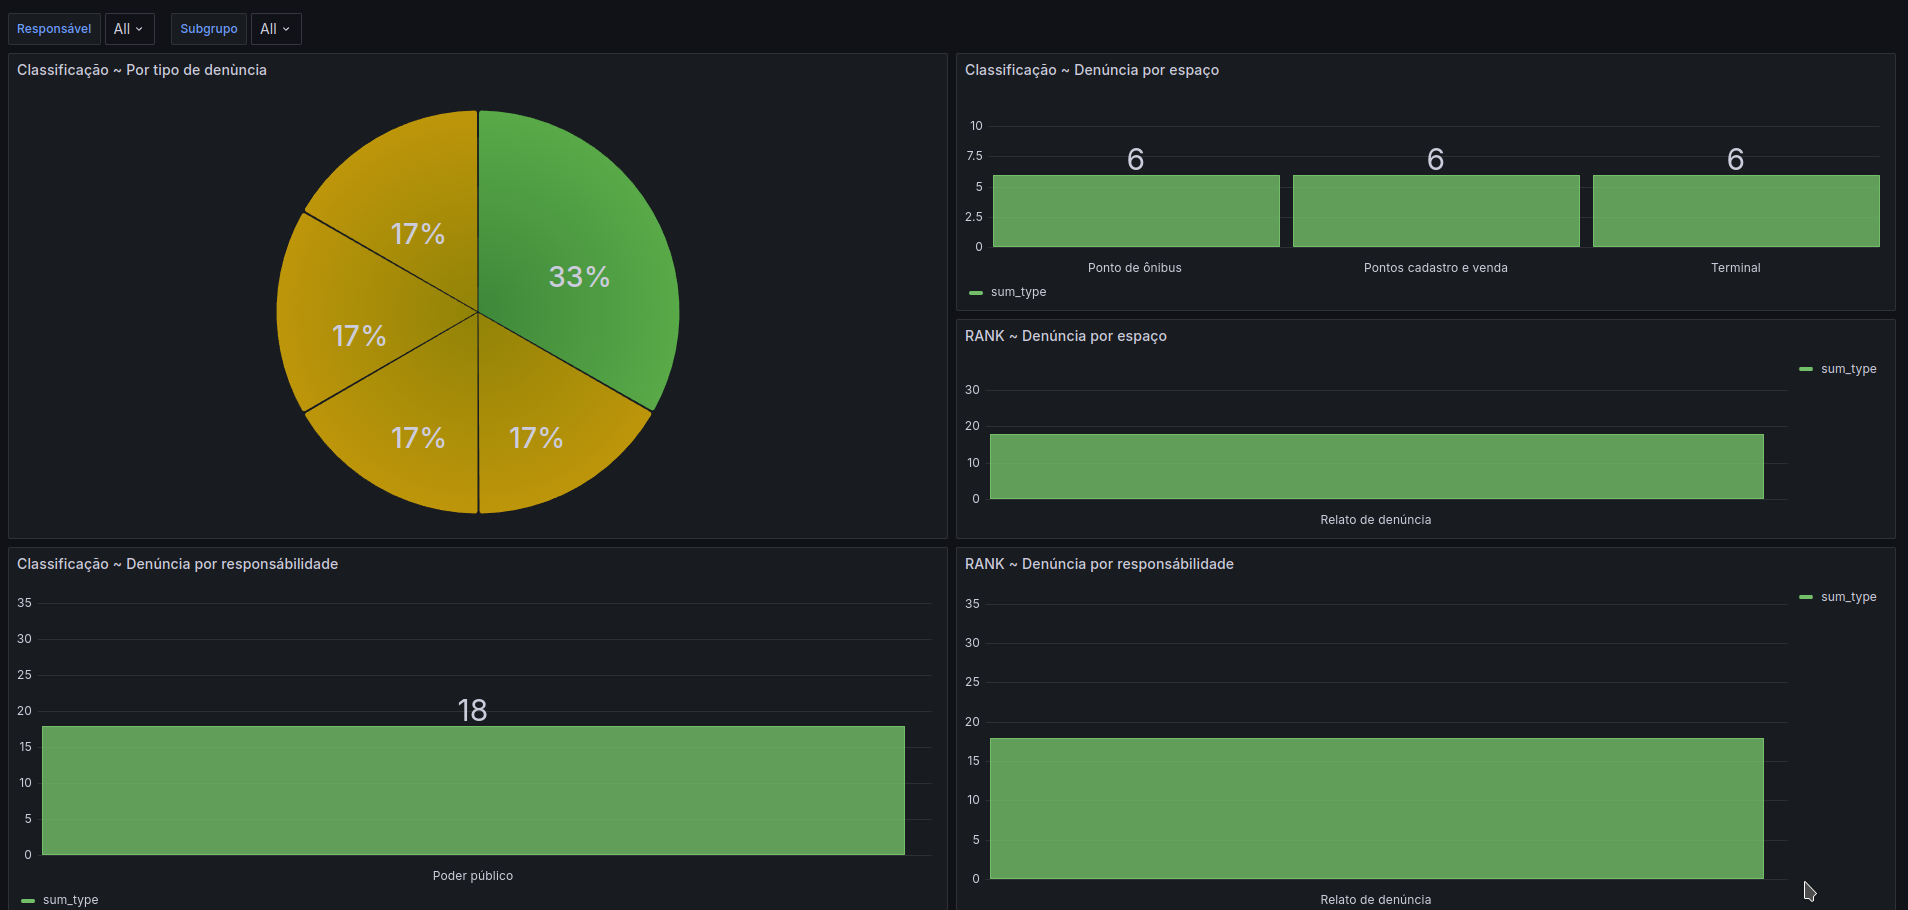 Responsável All Subgrupo All
Classificação ~ Por tipo de denùncia
17%
33%
17%
17%
17%
Classificação ~ Denúncia por espaço
10
7.5
5
2.5
0
6 6 6
Ponto de ônibus Pontos cadastro e venda Terminal
sum_type
RANK ~ Denúncia por espaço
sum_type
30
20
10
0
Relato de denúncia
Classificação ~ Denúncia por responsábilidade
35
30
25
20
15
10
5
0
18
Poder público
sum_type
RANK ~ Denúncia por responsábilidade
sum_type
35
30
25
20
15
10
5
0
Relato de denúncia